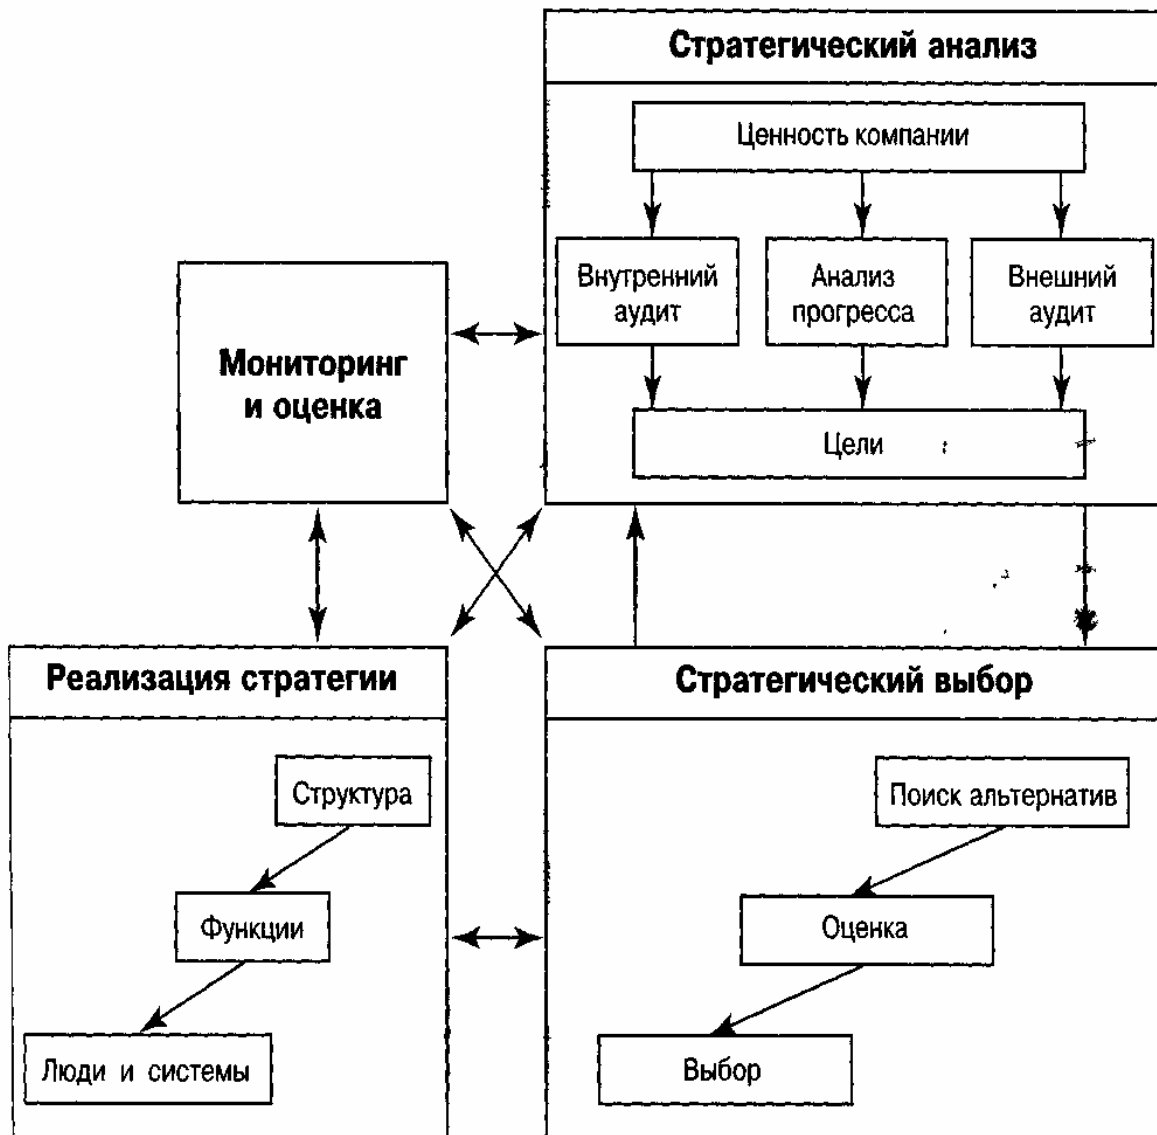 Стратегический анализ
Ценность компании
Внутренний
аудит
Анализ
прогресса
Внешний
аудит
Цели
Мониторинг
и оценка
Реализация стратегии
Структура
Функции
Люди и системы
Стратегический выбор
Поиск альтернатив
Оценка
Выбор